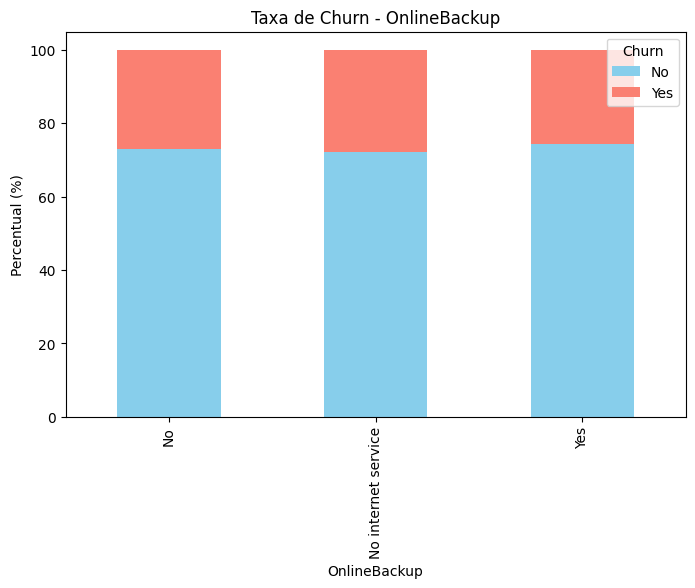 Taxa de Churn - OnlineBackup
Churn
No
Yes
Percentual (%)
100
80
60
40
20
0
No
No internet service
Yes
OnlineBackup